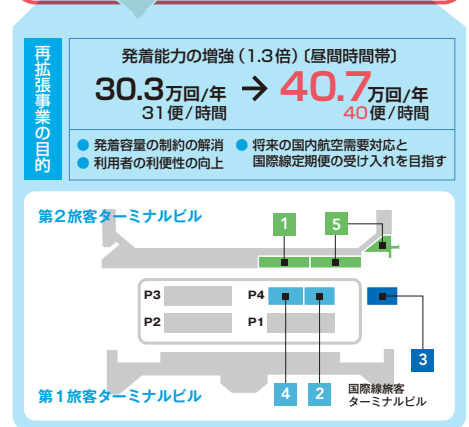 再拡張事業の目的
発着能力の増強（1.3倍）〔昼間時間帯〕
30.3万回/年 → 40.7万回/年
31便/時間 40便/時間
● 発着容量の制約の解消
● 利用者の利便性の向上
● 将来の国内航空需要対応と
国際線定期便の受け入れを目指す
第2旅客ターミナルビル
1 5
P3 P4
P2 P1
3
4 2
国際線旅客
ターミナルビル
第1旅客ターミナルビル